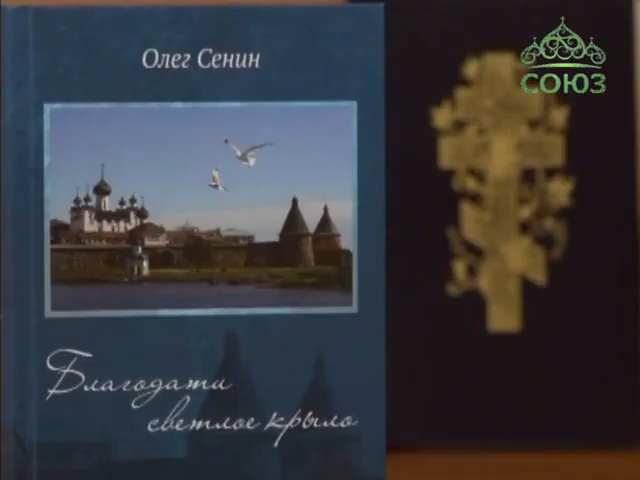 Олег Сенин
СОЮЗ
Благодати
светлое крыло